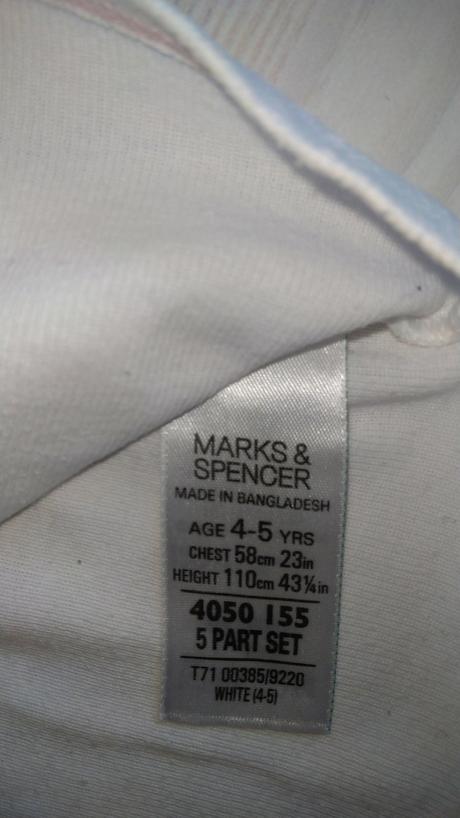 MARKS &
SPENCER
MADE IN BANGLADESH
AGE 4-5 YRS
CHEST 58cm 23in
HEIGHT 110cm 43¼in
4050 155
5 PART SET
T71 00385/9220
WHITE (4-5)